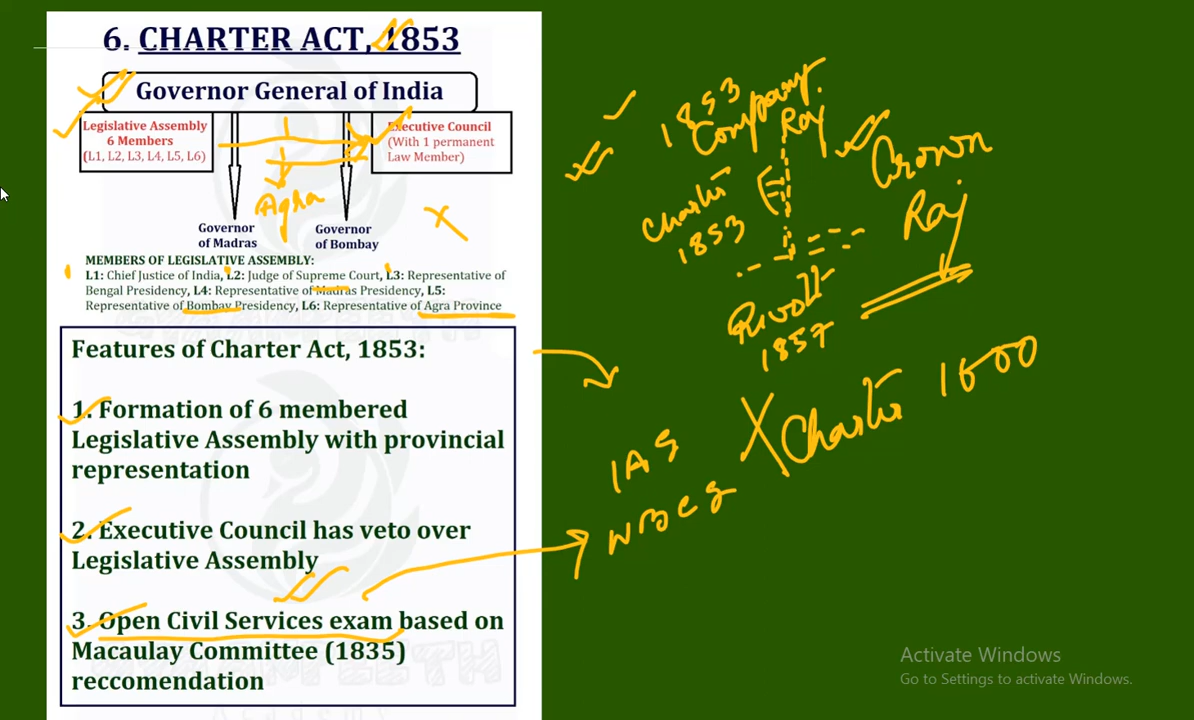 6. CHARTER ACT, 1853
Governor General of India
Legislative Assembly
6 Members
(L1, L2, L3, L4, L5, L6)
Executive Council
(With 1 permanent
Law Member)
Agra
Governor
of Madras
Governor
of Bombay
MEMBERS OF LEGISLATIVE ASSEMBLY:
L1: Chief Justice of India, L2: Judge of Supreme Court, L3: Representative of
Bengal Presidency, L4: Representative of Madras Presidency, L5:
Representative of Bombay Presidency, L6: Representative of Agra Province
Features of Charter Act, 1853:
1. Formation of 6 membered
Legislative Assembly with provincial
representation
2. Executive Council has veto over
Legislative Assembly
3. Open Civil Services exam based on
Macaulay Committee (1835)
reccomendation
1853
Company
Raj
Crown
Raj
Charter
1853
Revolt
1857
Charter 1600
IAS
WBCS
Activate Windows
Go to Settings to activate Windows.